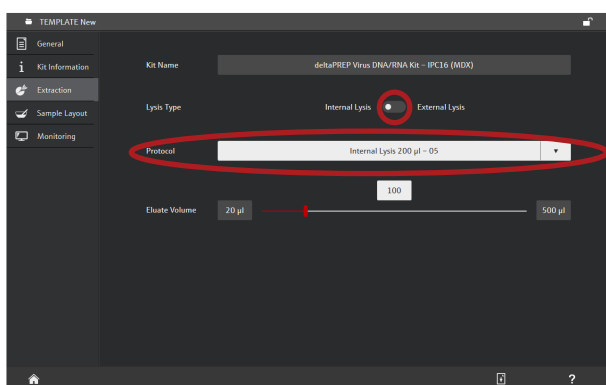 TEMPLATE New
General
Kit Information
Extraction
Sample Layout
Monitoring
Kit Name deltaPREP Virus DNA/RNA Kit – IPC16 (MDX)
Lysis Type Internal Lysis External Lysis
Protocol Internal Lysis 200 µl – 05
100
Eluate Volume 20 µl 500 µl
?